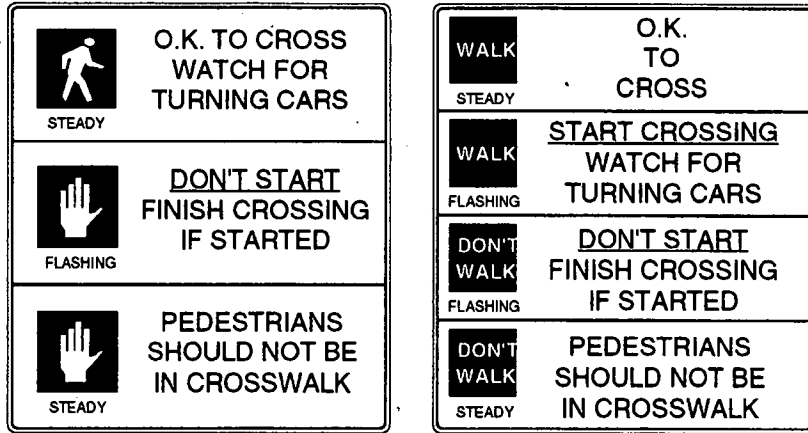 STEADY
O.K. TO CROSS
WATCH FOR
TURNING CARS
FLASHING
DON'T START
FINISH CROSSING
IF STARTED
STEADY
PEDESTRIANS
SHOULD NOT BE
IN CROSSWALK
WALK
STEADY
O.K.
TO
CROSS
WALK
FLASHING
START CROSSING
WATCH FOR
TURNING CARS
DON'T
WALK
FLASHING
DON'T START
FINISH CROSSING
IF STARTED
DON'T
WALK
STEADY
PEDESTRIANS
SHOULD NOT BE
IN CROSSWALK